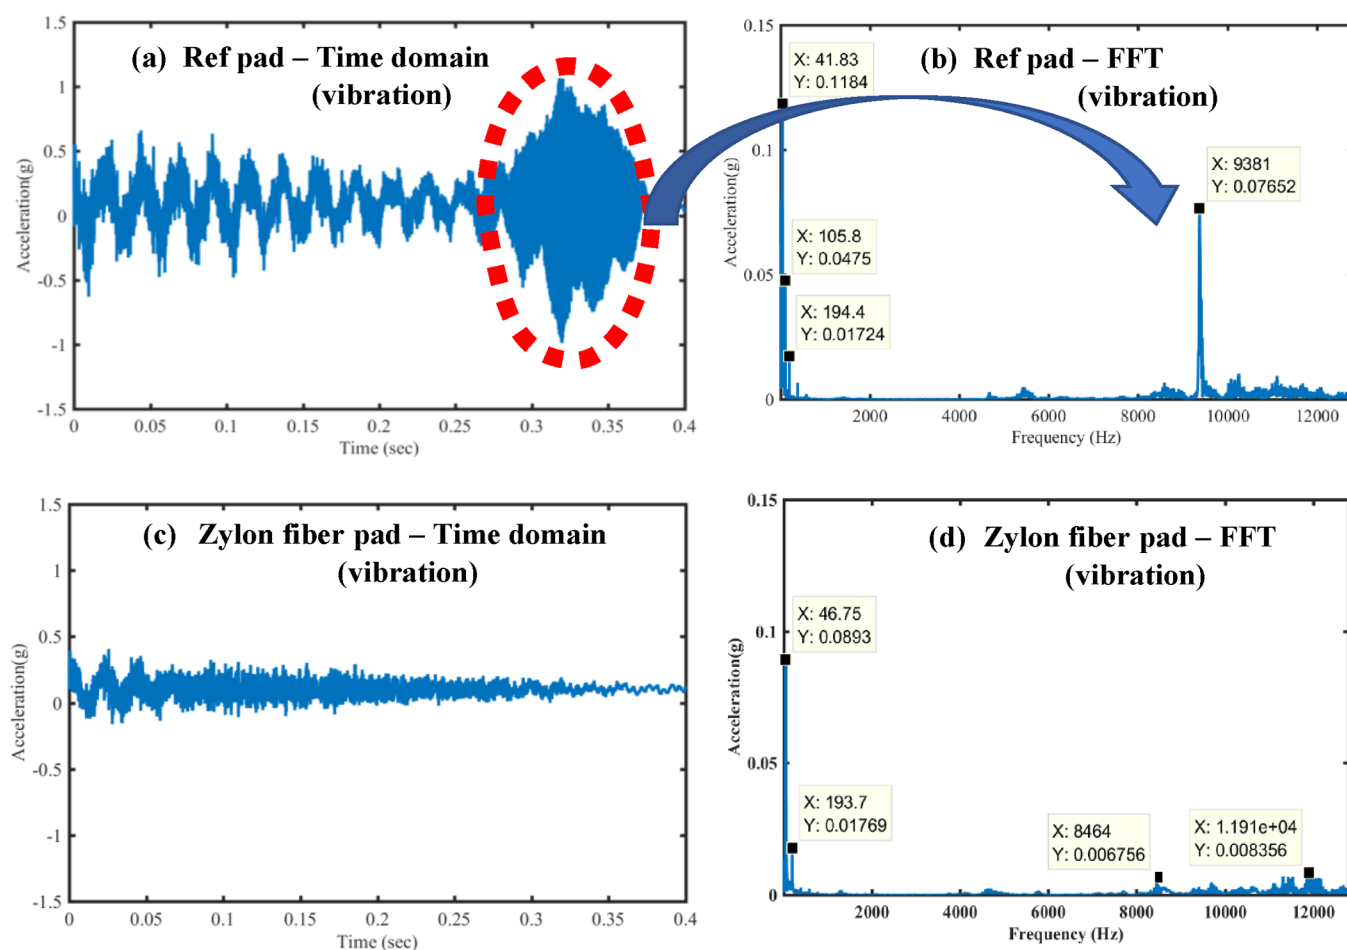 (a) Ref pad – Time domain
(vibration)
1.5
1
0.5
0
-0.5
-1
-1.5
Acceleration(g)
0 0.05 0.1 0.15 0.2 0.25 0.3 0.35 0.4
Time (sec)
(b) Ref pad – FFT
(vibration)
0.15
0.1
0.05
0
Acceleration(g)
X: 41.83
Y: 0.1184
X: 105.8
Y: 0.0475
X: 194.4
Y: 0.01724
X: 9381
Y: 0.07652
2000 4000 6000 8000 10000 12000
Frequency (Hz)
(c) Zylon fiber pad – Time domain
(vibration)
1.5
1
0.5
0
-0.5
-1
-1.5
Acceleration(g)
0 0.05 0.1 0.15 0.2 0.25 0.3 0.35 0.4
Time (sec)
(d) Zylon fiber pad – FFT
(vibration)
0.15
0.1
0.05
0
Acceleration(g)
X: 46.75
Y: 0.0893
X: 193.7
Y: 0.01769
X: 8464
Y: 0.006756
X: 1.191e+04
Y: 0.008356
2000 4000 6000 8000 10000 12000
Frequency (Hz)